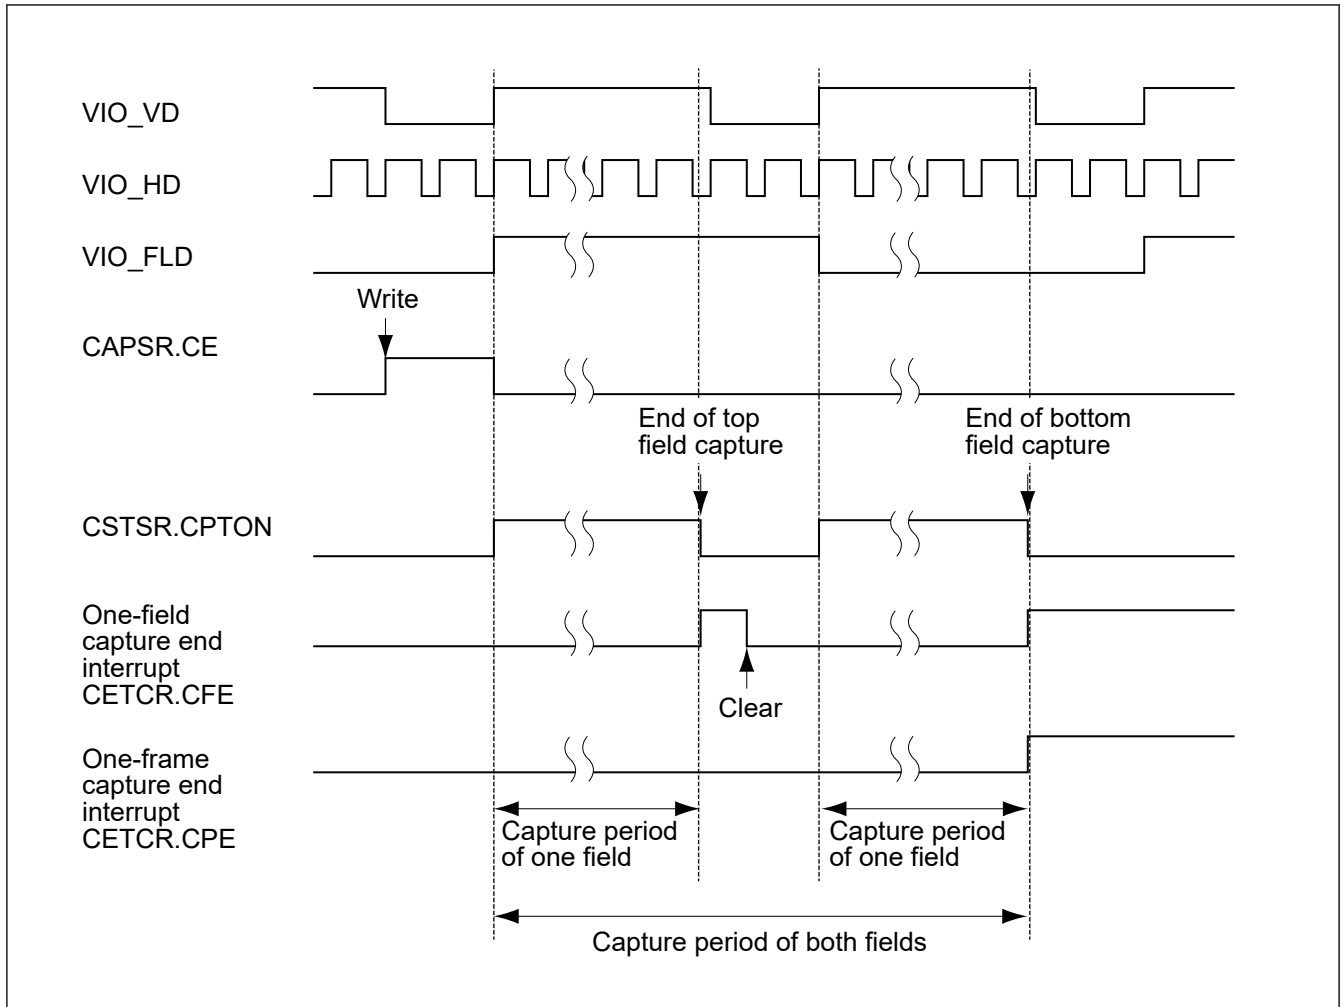 VIO_VD
VIO_HD
VIO_FLD
Write
CAPSR.CE
End of top
field capture
End of bottom
field capture
CSTSR.CPTON
One-field
capture end
interrupt
CETCR.CFE
Clear
One-frame
capture end
interrupt
CETCR.CPE
Capture period
of one field
Capture period
of one field
Capture period of both fields